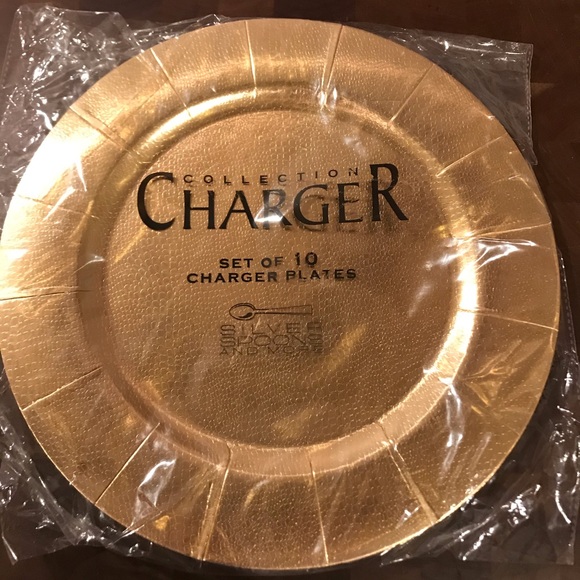 COLLECTION
CHARGER
SET OF 10
CHARGER PLATES
SILVER
SPOONS
AND MORE